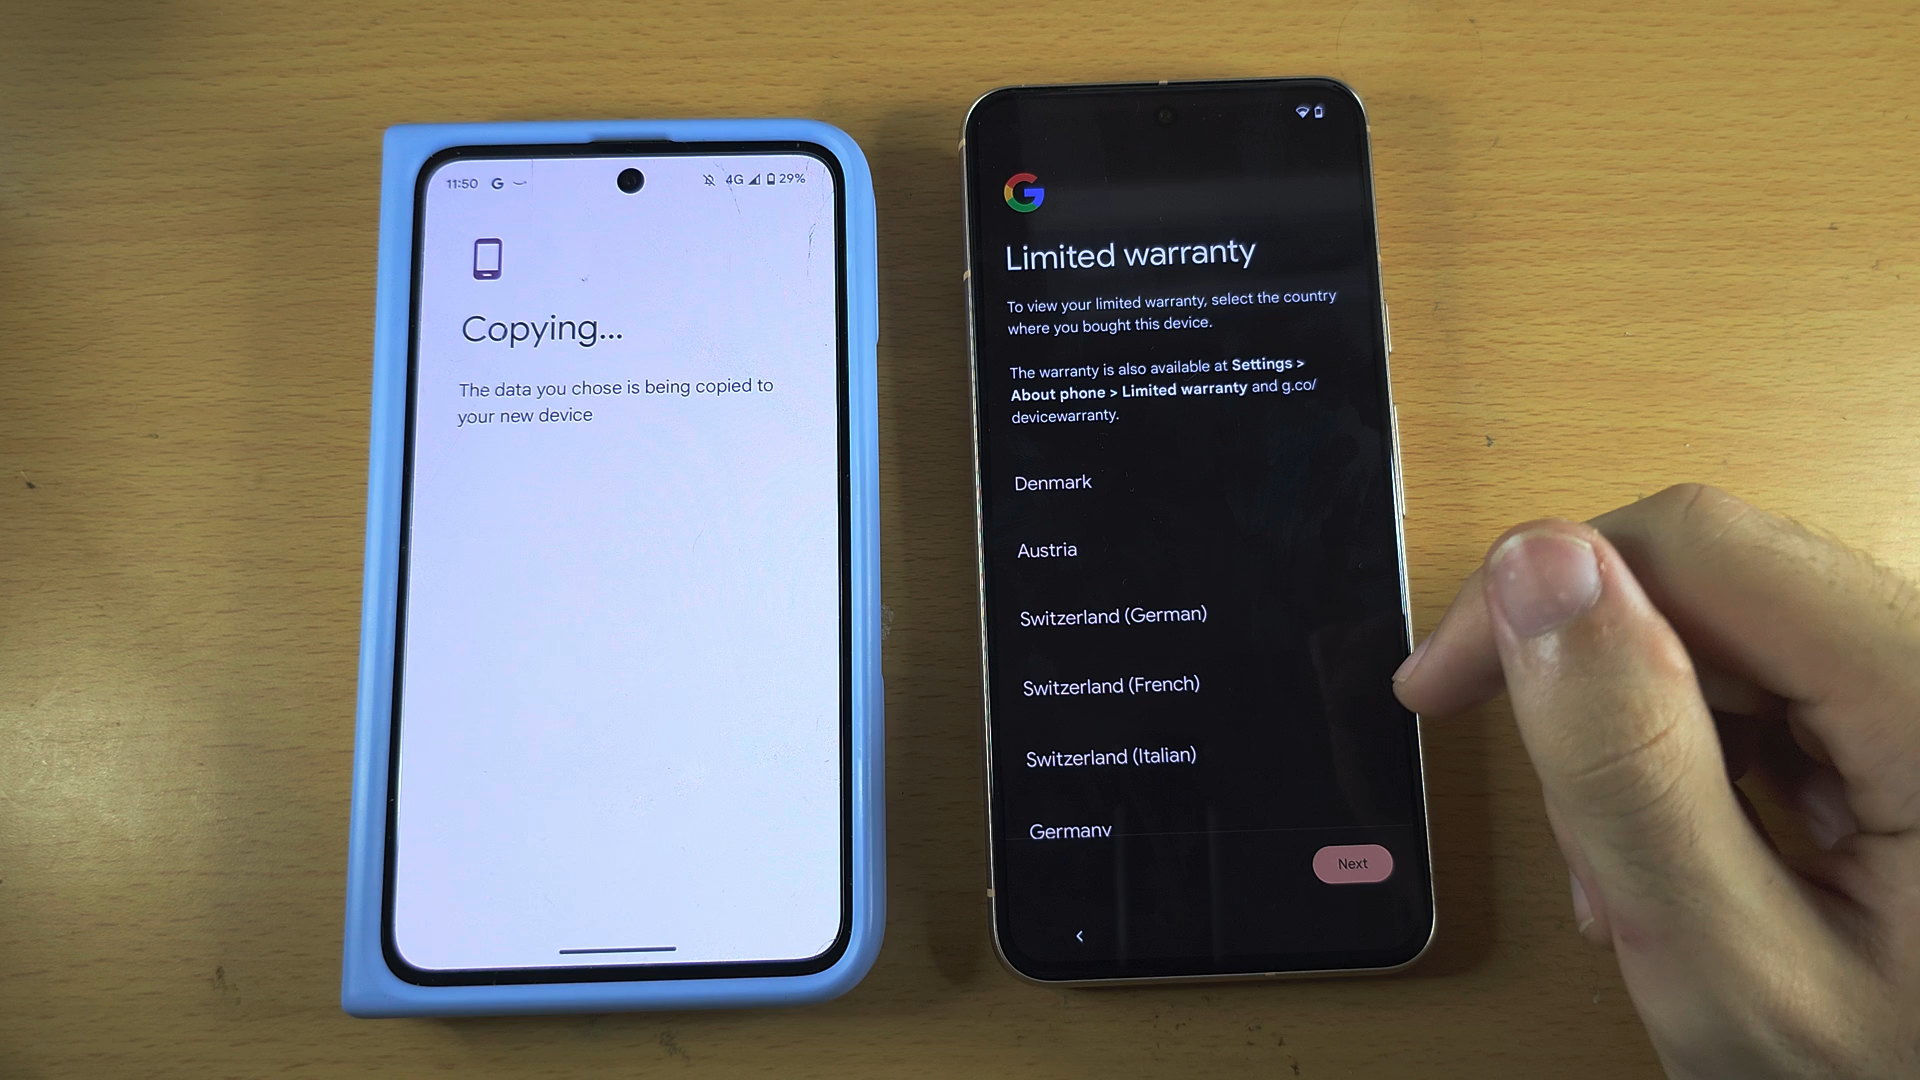 11:50 G 4G 29%
Copying...
The data you chose is being copied to
your new device
G
Limited warranty
To view your limited warranty, select the country
where you bought this device.
The warranty is also available at Settings >
About phone > Limited warranty and g.co/
devicewarranty.
Denmark
Austria
Switzerland (German)
Switzerland (French)
Switzerland (Italian)
Germany
Next